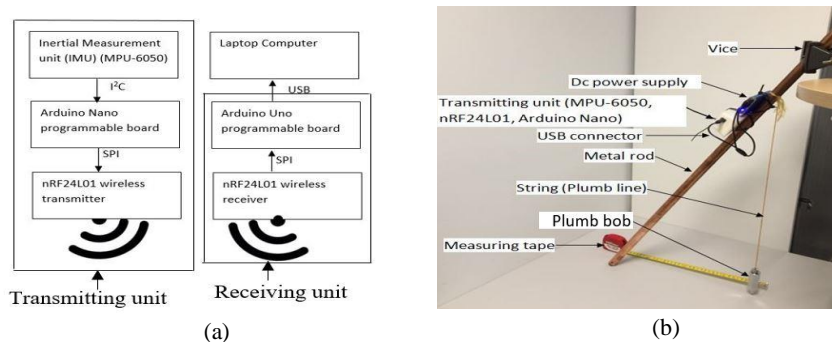 Inertial Measurement
unit (IMU) (MPU-6050)
I²C
Arduino Nano
programmable board
SPI
nRF24L01 wireless
transmitter
Transmitting unit
Laptop Computer
USB
Arduino Uno
programmable board
SPI
nRF24L01 wireless
receiver
Receiving unit
(a)
Vice
Dc power supply
Transmitting unit (MPU-6050,
nRF24L01, Arduino Nano)
USB connector
Metal rod
String (Plumb line)
Plumb bob
Measuring tape
(b)